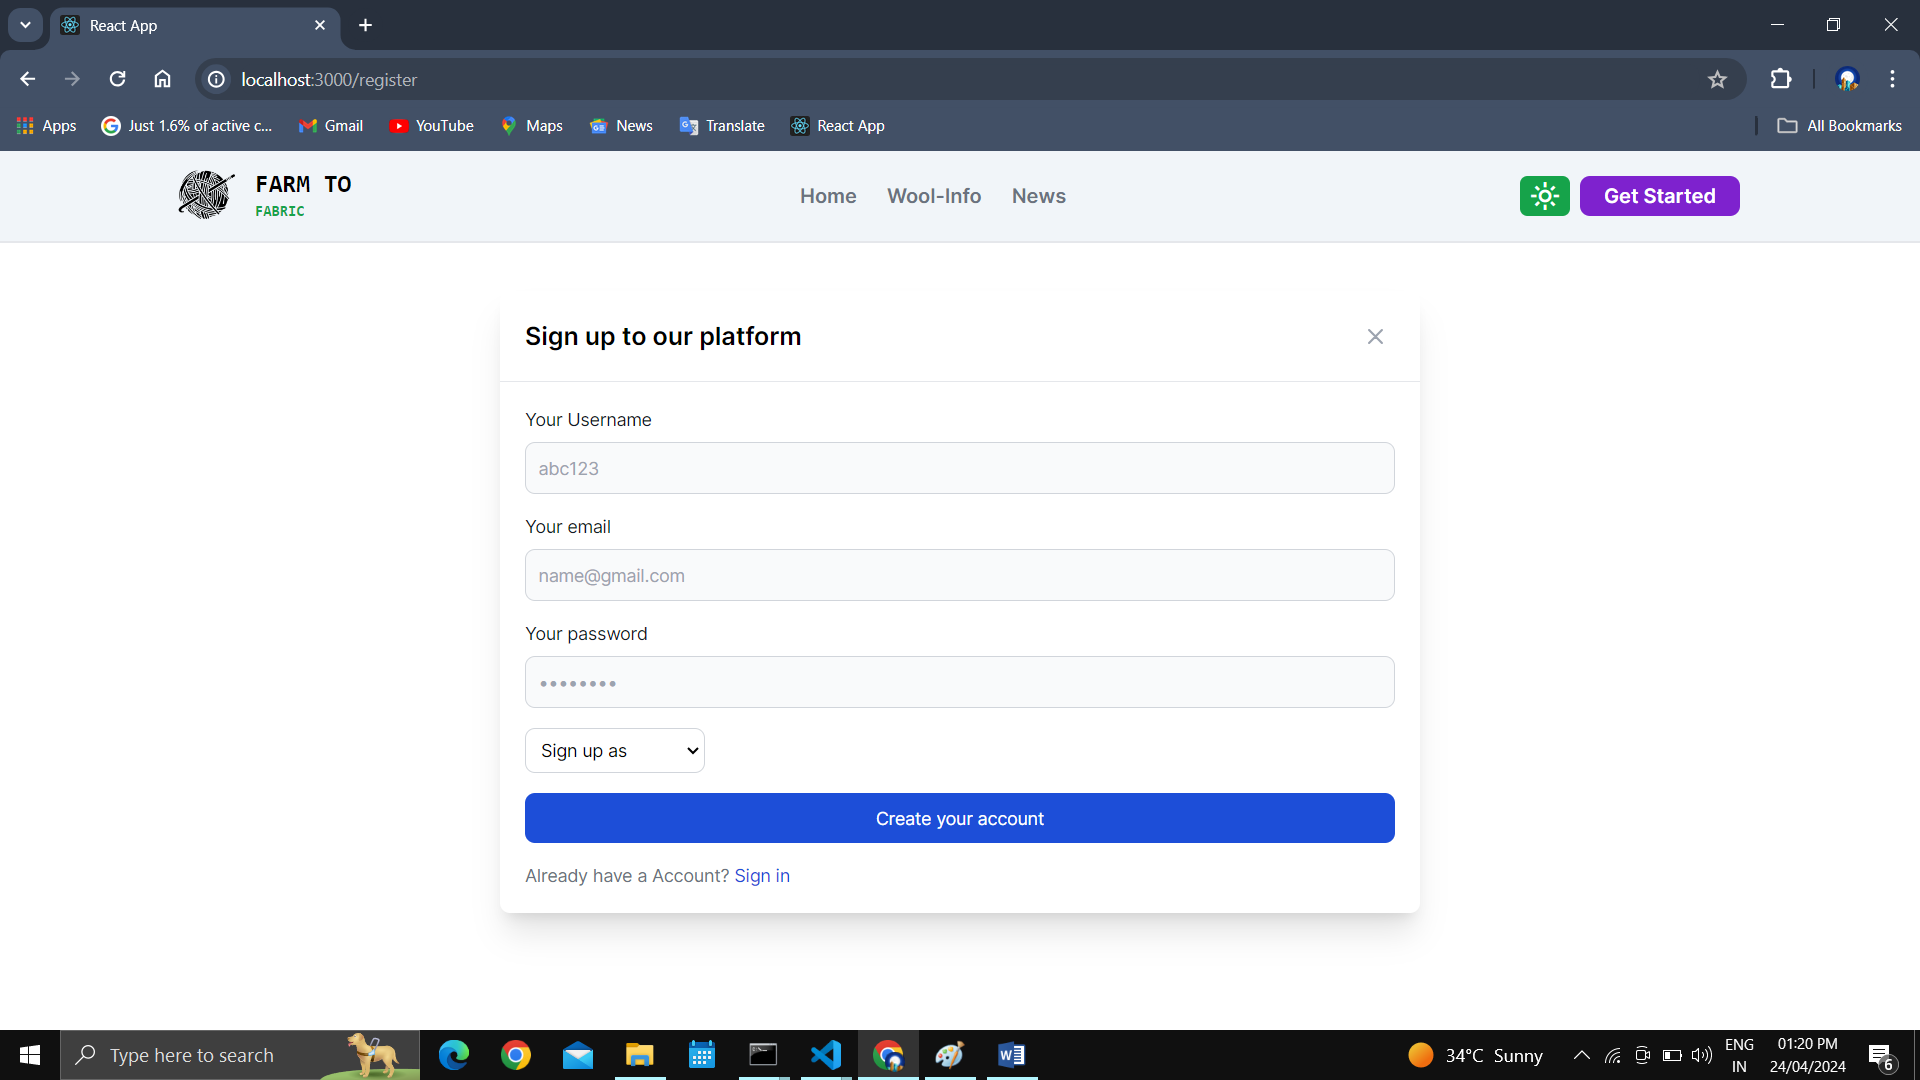 React App
localhost:3000/register
Apps
Just 1.6% of active c...
Gmail
YouTube
Maps
News
Translate
React App
All Bookmarks
FARM TO
FABRIC
Home
Wool-Info
News
Get Started
Sign up to our platform
Your Username
abc123
Your email
name@gmail.com
Your password
••••••••
Sign up as
Create your account
Already have a Account? Sign in
Type here to search
34°C Sunny
ENG
IN
01:20 PM
24/04/2024
6